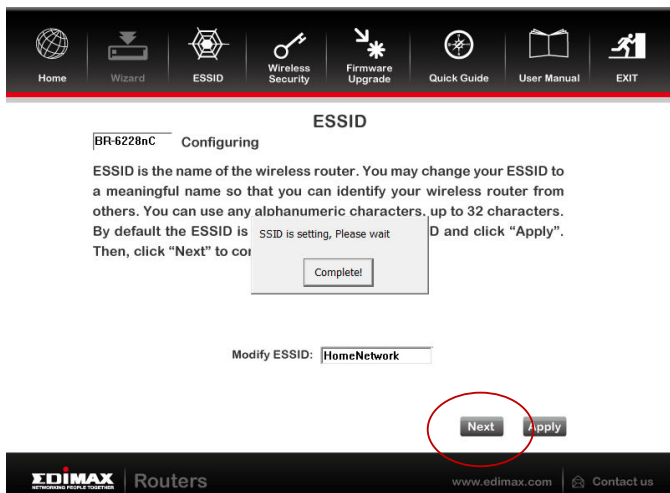 Home Wizard ESSID Wireless Security Firmware Upgrade Quick Guide User Manual EXIT
ESSID
BR-6228nC Configuring
ESSID is the name of the wireless router. You may change your ESSID to
a meaningful name so that you can identify your wireless router from
others. You can use any alphanumeric characters, up to 32 characters.
By default the ESSID is D and click “Apply”.
Then, click “Next” to co
SSID is setting, Please wait
Complete!
Modify ESSID: HomeNetwork
Next Apply
EDIMAX Routers www.edimax.com Contact us
NETWORKING PEOPLE TOGETHER